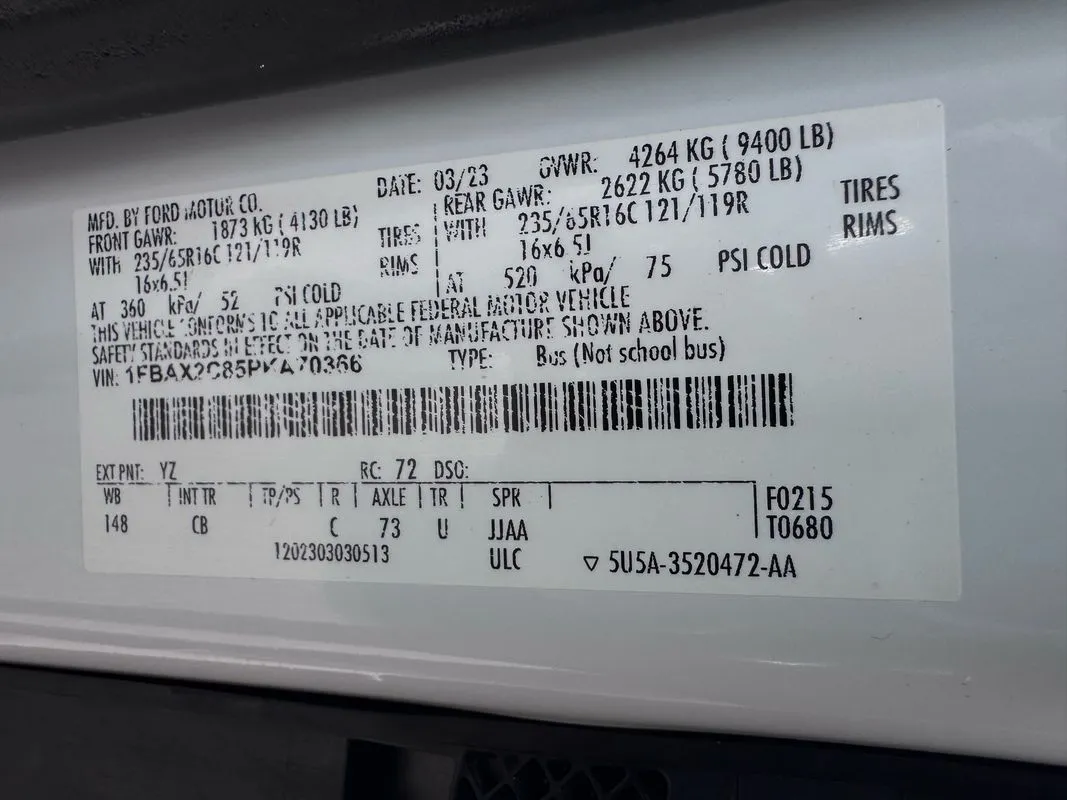 MFD. BY FORD MOTOR CO. DATE: 03/23 GVWR: 4264 KG ( 9400 LB)
FRONT GAWR: 1873 KG ( 4130 LB) REAR GAWR: 2622 KG ( 5780 LB)
WITH 235/65R16C 121/119R TIRES WITH 235/65R16C 121/119R TIRES
16x6.5J RIMS 16x6.5J RIMS
AT 360 kPa/ 52 PSI COLD AT 520 kPa/ 75 PSI COLD
THIS VEHICLE CONFORMS TO ALL APPLICABLE FEDERAL MOTOR VEHICLE
SAFETY STANDARDS IN EFFECT ON THE DATE OF MANUFACTURE SHOWN ABOVE.
VIN: 1FBAX2C85PKA70366 TYPE: Bus (Not school bus)
EXT PNT: YZ RC: 72 DSO:
WB INT TR TP/PS R AXLE TR SPR F0215
148 CB C 73 U JJAA T0680
1202303030513 ULC ▽ 5U5A-3520472-AA